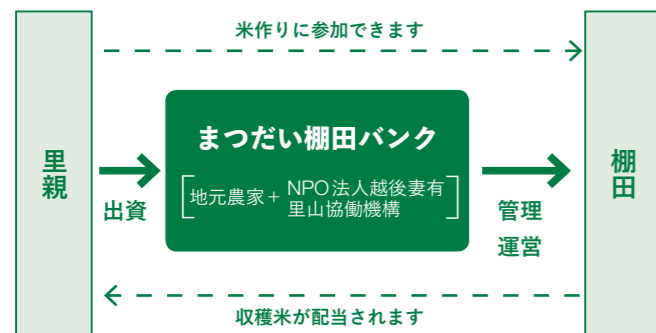 米作りに参加できます
里親
出資
まつだい棚田バンク
地元農家+
NPO法人越後妻有
里山協働機構
管理
運営
棚田
収穫米が配当されます